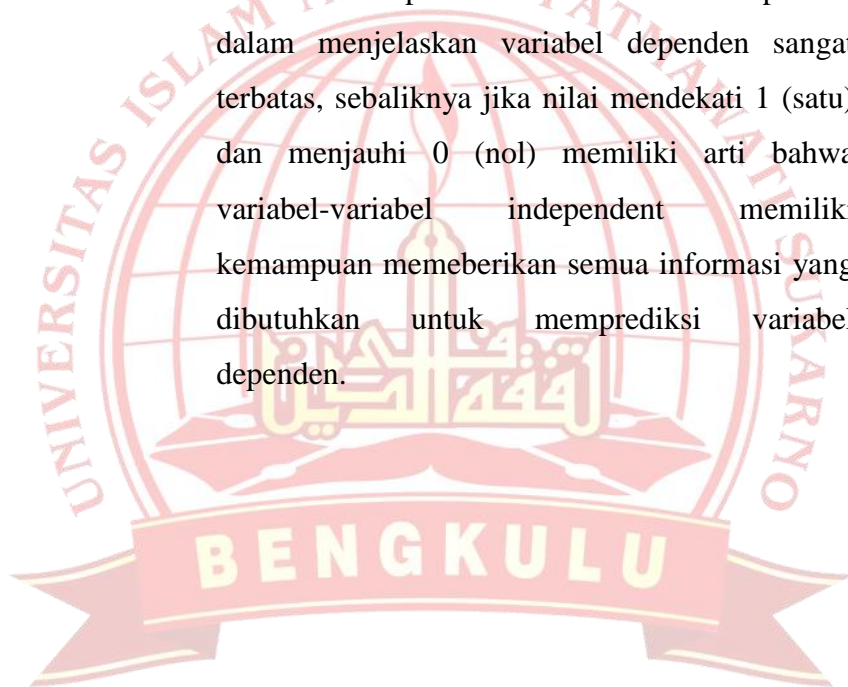 dalam menjelaskan variabel dependen sangat
terbatas, sebaliknya jika nilai mendekati 1 (satu)
dan menjauhi 0 (nol) memiliki arti bahwa
variabel-variabel independent memiliki
kemampuan memeberikan semua informasi yang
dibutuhkan untuk memprediksi variabel
dependen.
UNIVERSITAS ISLAM
SUKARNO
BENGKULU